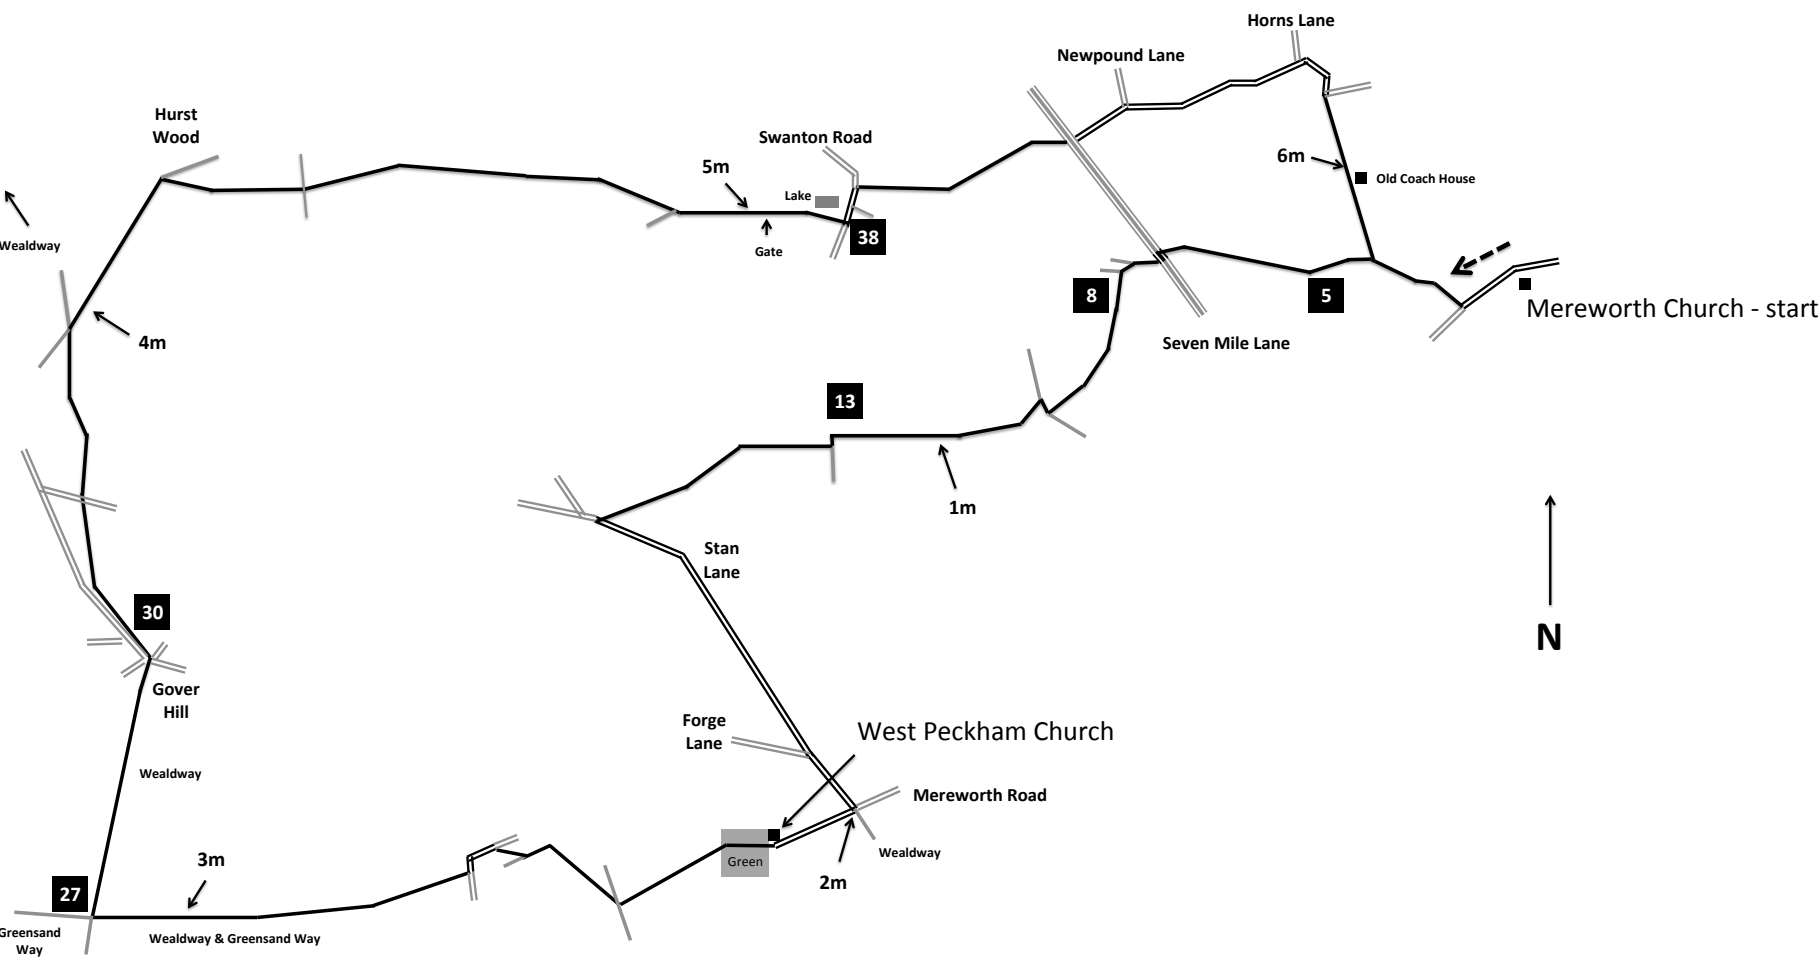 Horns Lane
Newpound Lane
Hurst
Wood
Swanton Road
5m
6m
Old Coach House
Lake
Wealdway
38
Gate
8
5
Mereworth Church - start
4m
Seven Mile Lane
13
1m
Stan
Lane
30
N
Gover
Hill
Forge
Lane
West Peckham Church
Wealdway
Mereworth Road
3m
Green
Wealdway
2m
27
Greensand
Way
Wealdway & Greensand Way